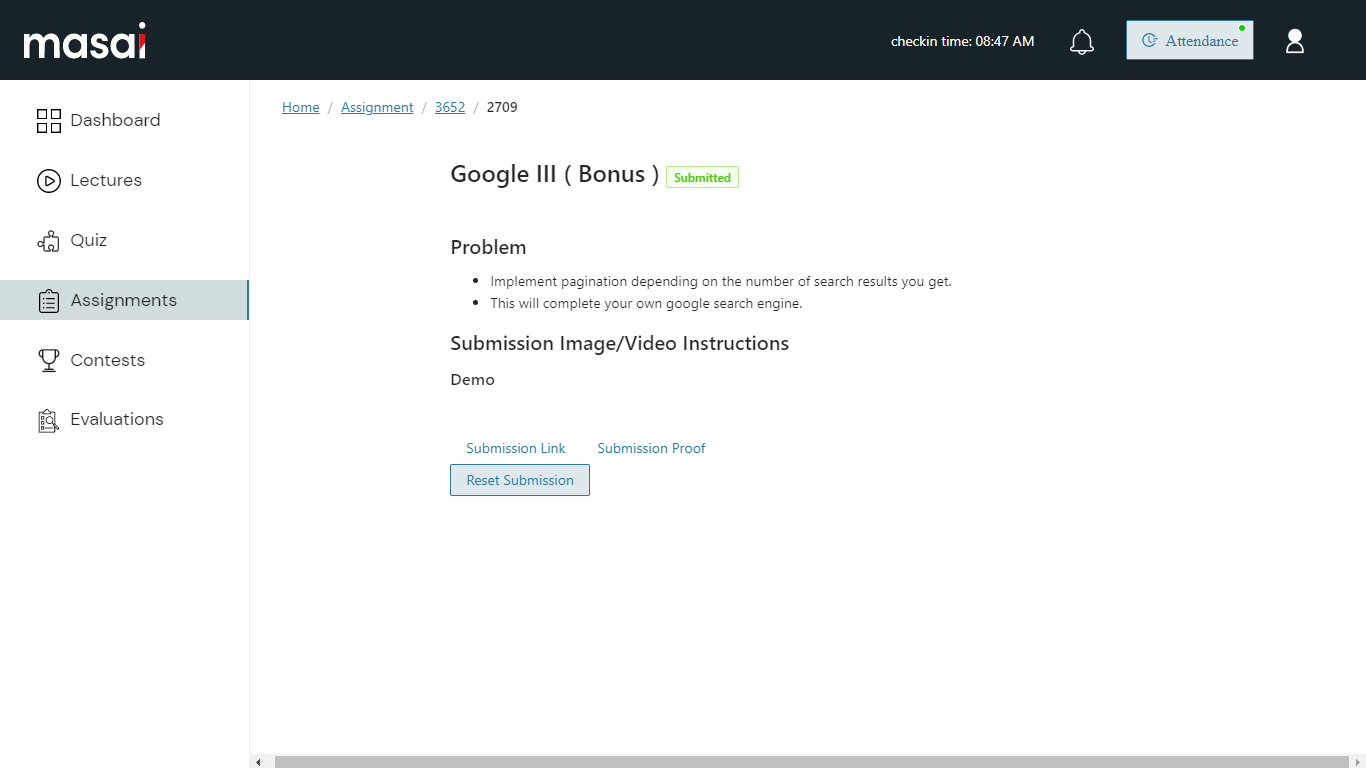 masai
checkin time: 08:47 AM
Attendance
Dashboard
Lectures
Quiz
Assignments
Contests
Evaluations
Home / Assignment / 3652 / 2709
Google III ( Bonus ) Submitted
Problem
Implement pagination depending on the number of search results you get.
This will complete your own google search engine.
Submission Image/Video Instructions
Demo
Submission Link Submission Proof
Reset Submission